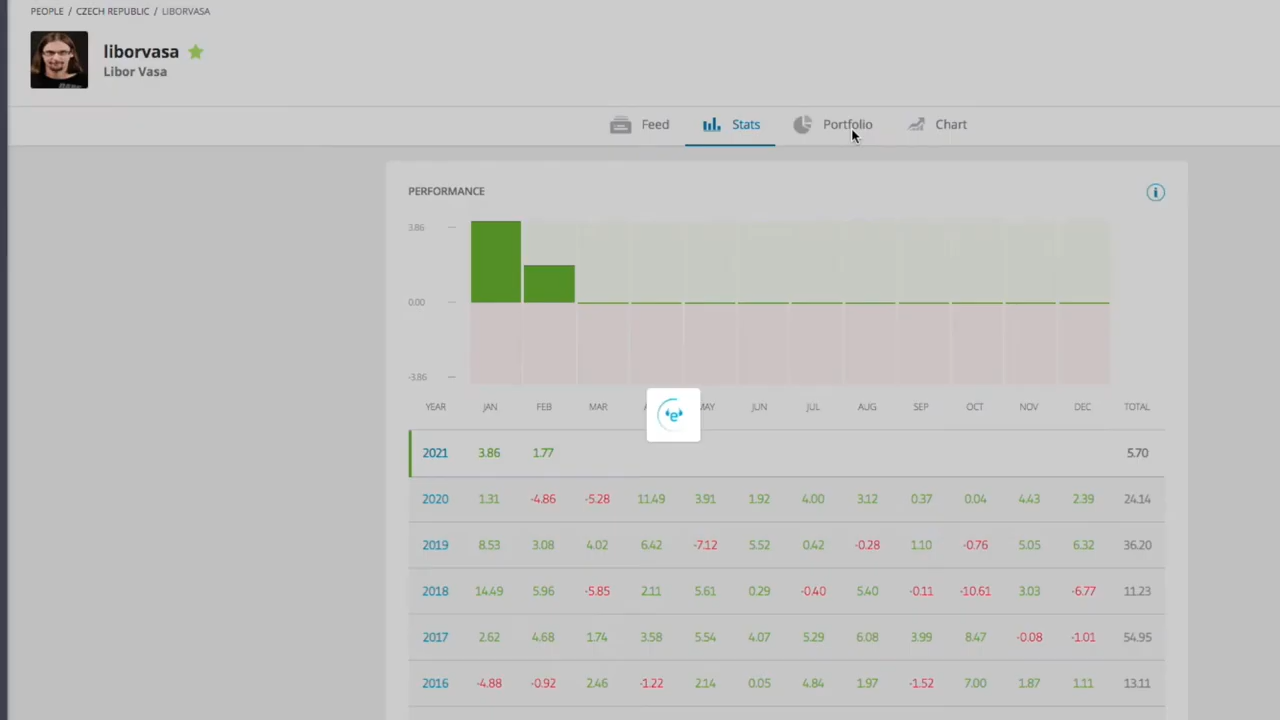 PEOPLE / CZECH REPUBLIC / LIBORVASA
liborvasa
Libor Vasa
Feed Stats Portfolio Chart
PERFORMANCE
3.86
0.00
-3.86
YEAR JAN FEB MAR MAY JUN JUL AUG SEP OCT NOV DEC TOTAL
2021 3.86 1.77 5.70
2020 1.31 -4.86 -5.28 11.49 3.91 1.92 4.00 3.12 0.37 0.04 4.43 2.39 24.14
2019 8.53 3.08 4.02 6.42 -7.12 5.52 0.42 -0.28 1.10 -0.76 5.05 6.32 36.20
2018 14.49 5.96 -5.85 2.11 5.61 0.29 -0.40 5.40 -0.11 -10.61 3.03 -6.77 11.23
2017 2.62 4.68 1.74 3.58 5.54 4.07 5.29 6.08 3.99 8.47 -0.08 -1.01 54.95
2016 -4.88 -0.92 2.46 -1.22 2.14 0.05 4.84 1.97 -1.52 7.00 1.87 1.11 13.11